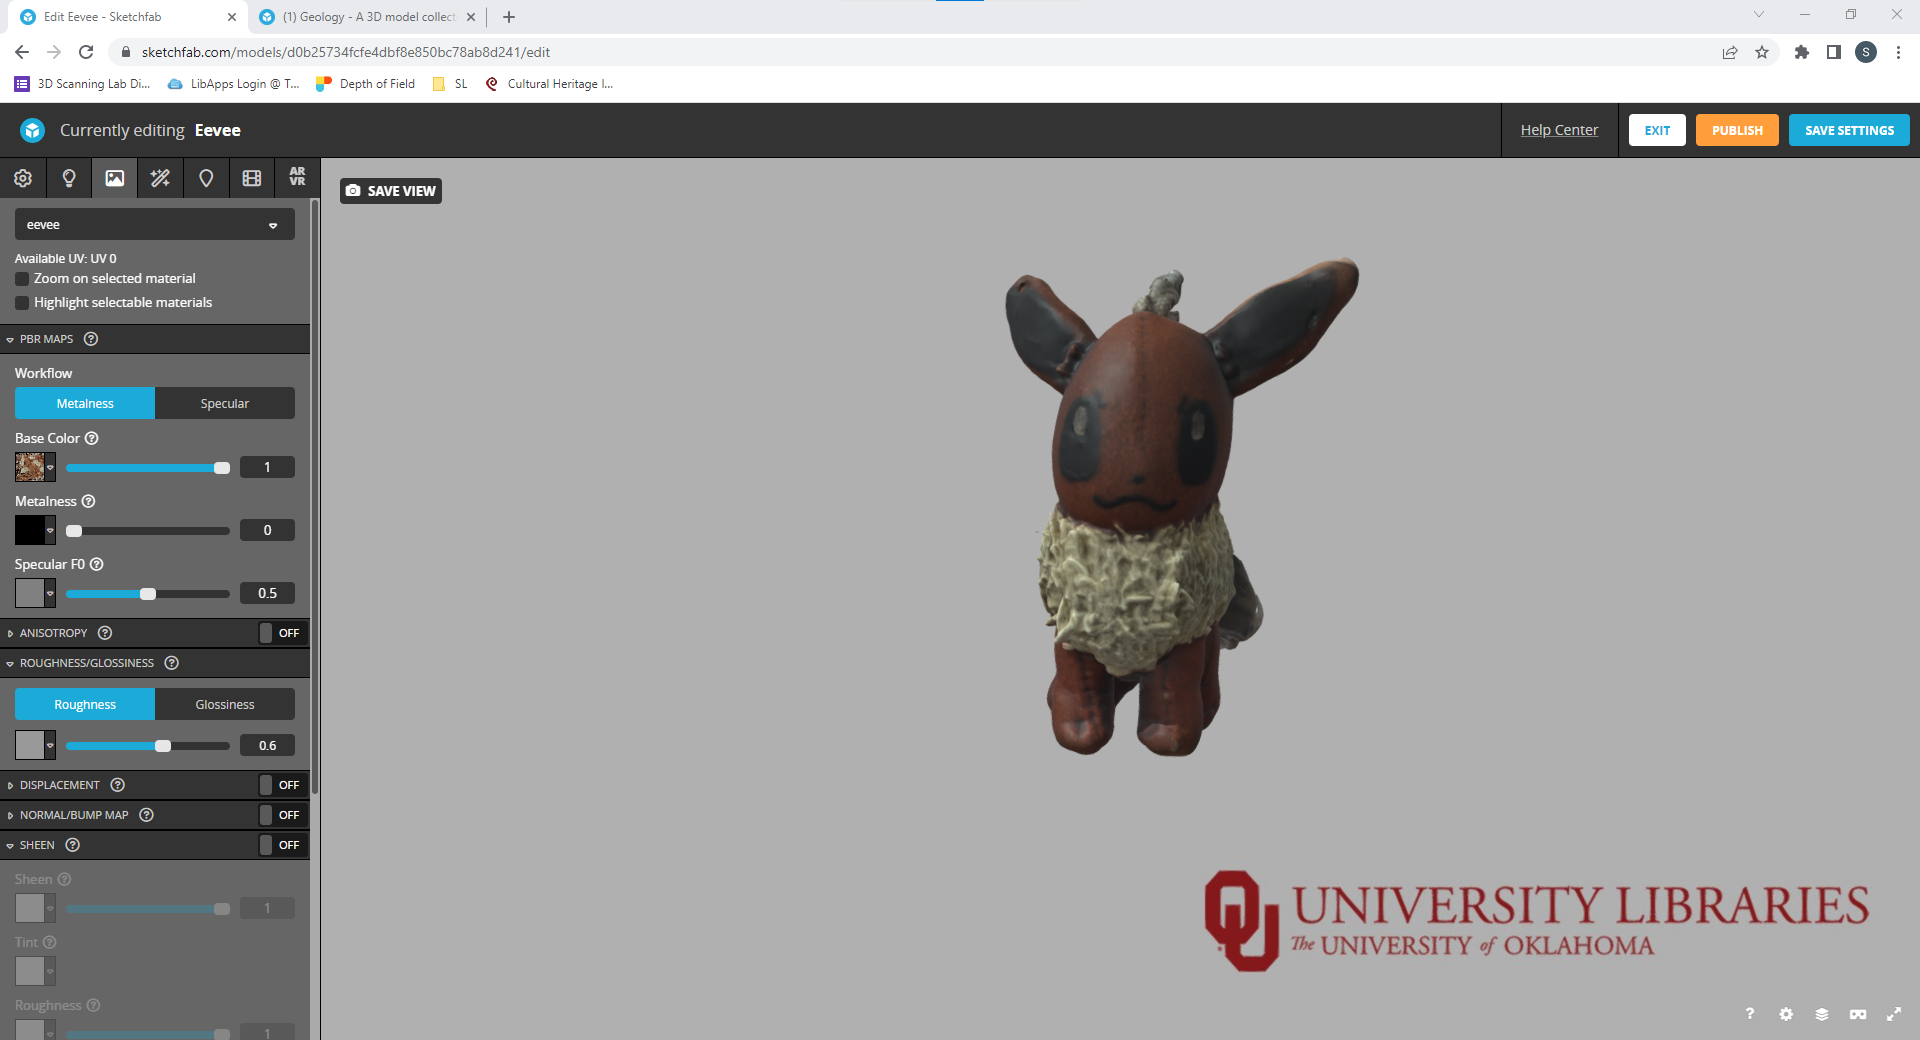 Edit Eevee - Sketchfab
(1) Geology - A 3D model collect
sketchfab.com/models/d0b25734fcfe4dbf8e850bc78ab8d241/edit
S
3D Scanning Lab Di...
LibApps Login @ T...
Depth of Field
SL
Cultural Heritage I...
Currently editing Eevee
Help Center
EXIT
PUBLISH
SAVE SETTINGS
AR
VR
SAVE VIEW
eevee
Available UV: UV 0
Zoom on selected material
Highlight selectable materials
PBR MAPS
Workflow
Metalness Specular
Base Color
1
Metalness
0
Specular F0
0.5
ANISOTROPY OFF
ROUGHNESS/GLOSSINESS
Roughness Glossiness
0.6
DISPLACEMENT OFF
NORMAL/BUMP MAP OFF
SHEEN OFF
Sheen
1
Tint
Roughness
1
OU UNIVERSITY LIBRARIES
The UNIVERSITY of OKLAHOMA